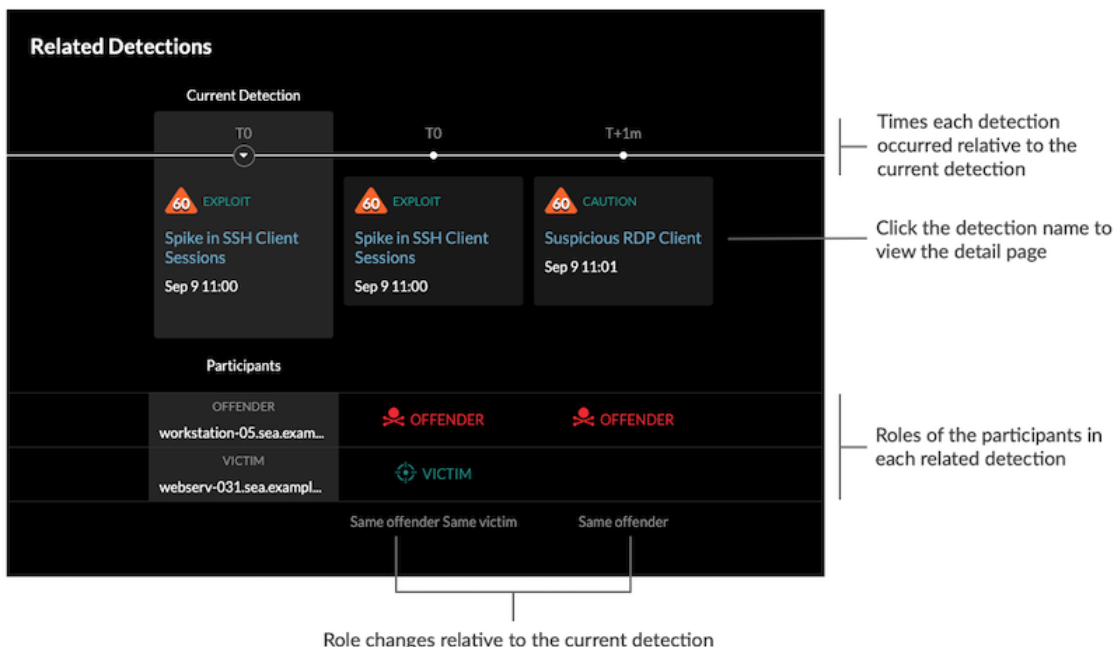 Related Detections
Current Detection
T0
T0
T+1m
Times each detection
occurred relative to the
current detection
60 EXPLOIT
Spike in SSH Client
Sessions
Sep 9 11:00
60 EXPLOIT
Spike in SSH Client
Sessions
Sep 9 11:00
60 CAUTION
Suspicious RDP Client
Sep 9 11:01
Click the detection name to
view the detail page
Participants
OFFENDER
workstation-05.sea.exam...
OFFENDER
OFFENDER
VICTIM
webserv-031.sea.exampl...
VICTIM
Roles of the participants in
each related detection
Same offender Same victim
Same offender
Role changes relative to the current detection